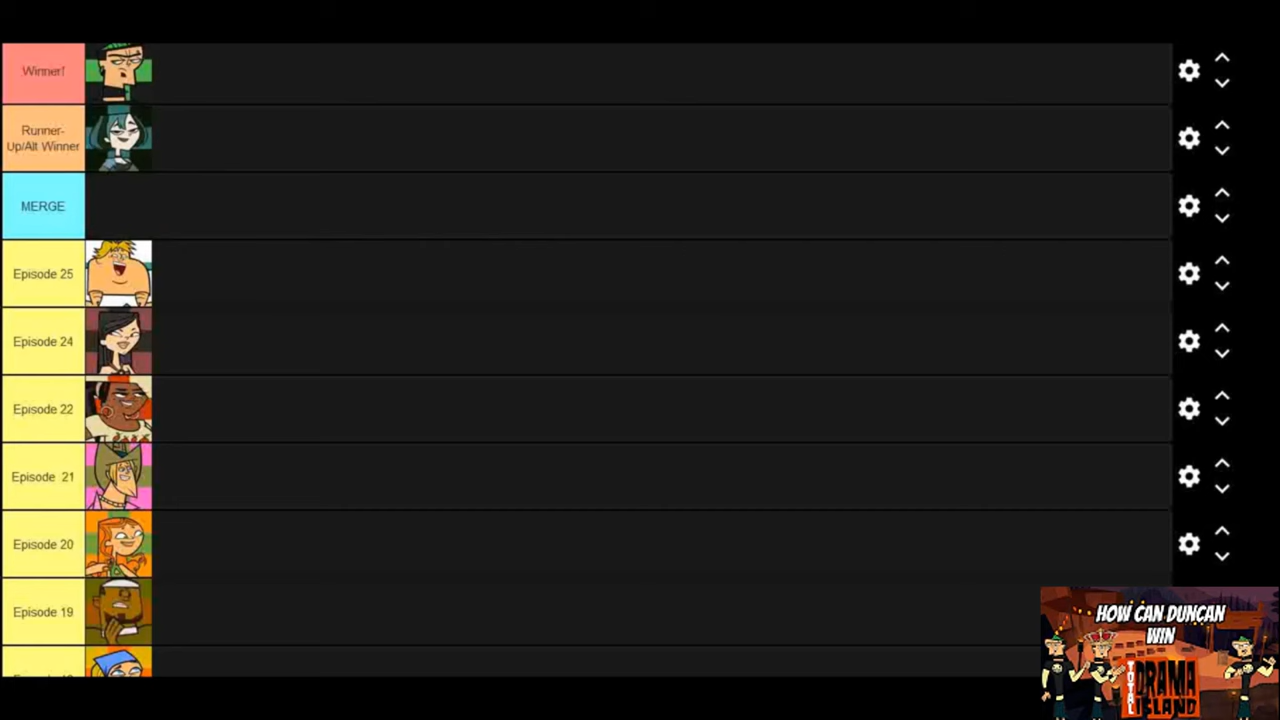 Winner!
Runner-
Up/Alt Winner
MERGE
Episode 25
Episode 24
Episode 22
Episode 21
Episode 20
Episode 19
HOW CAN DUNCAN
WIN
TOTAL
DRAMA
ISLAND